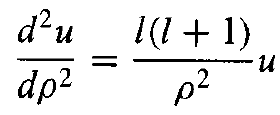 d²u/dρ² = l(l + 1)/ρ² u